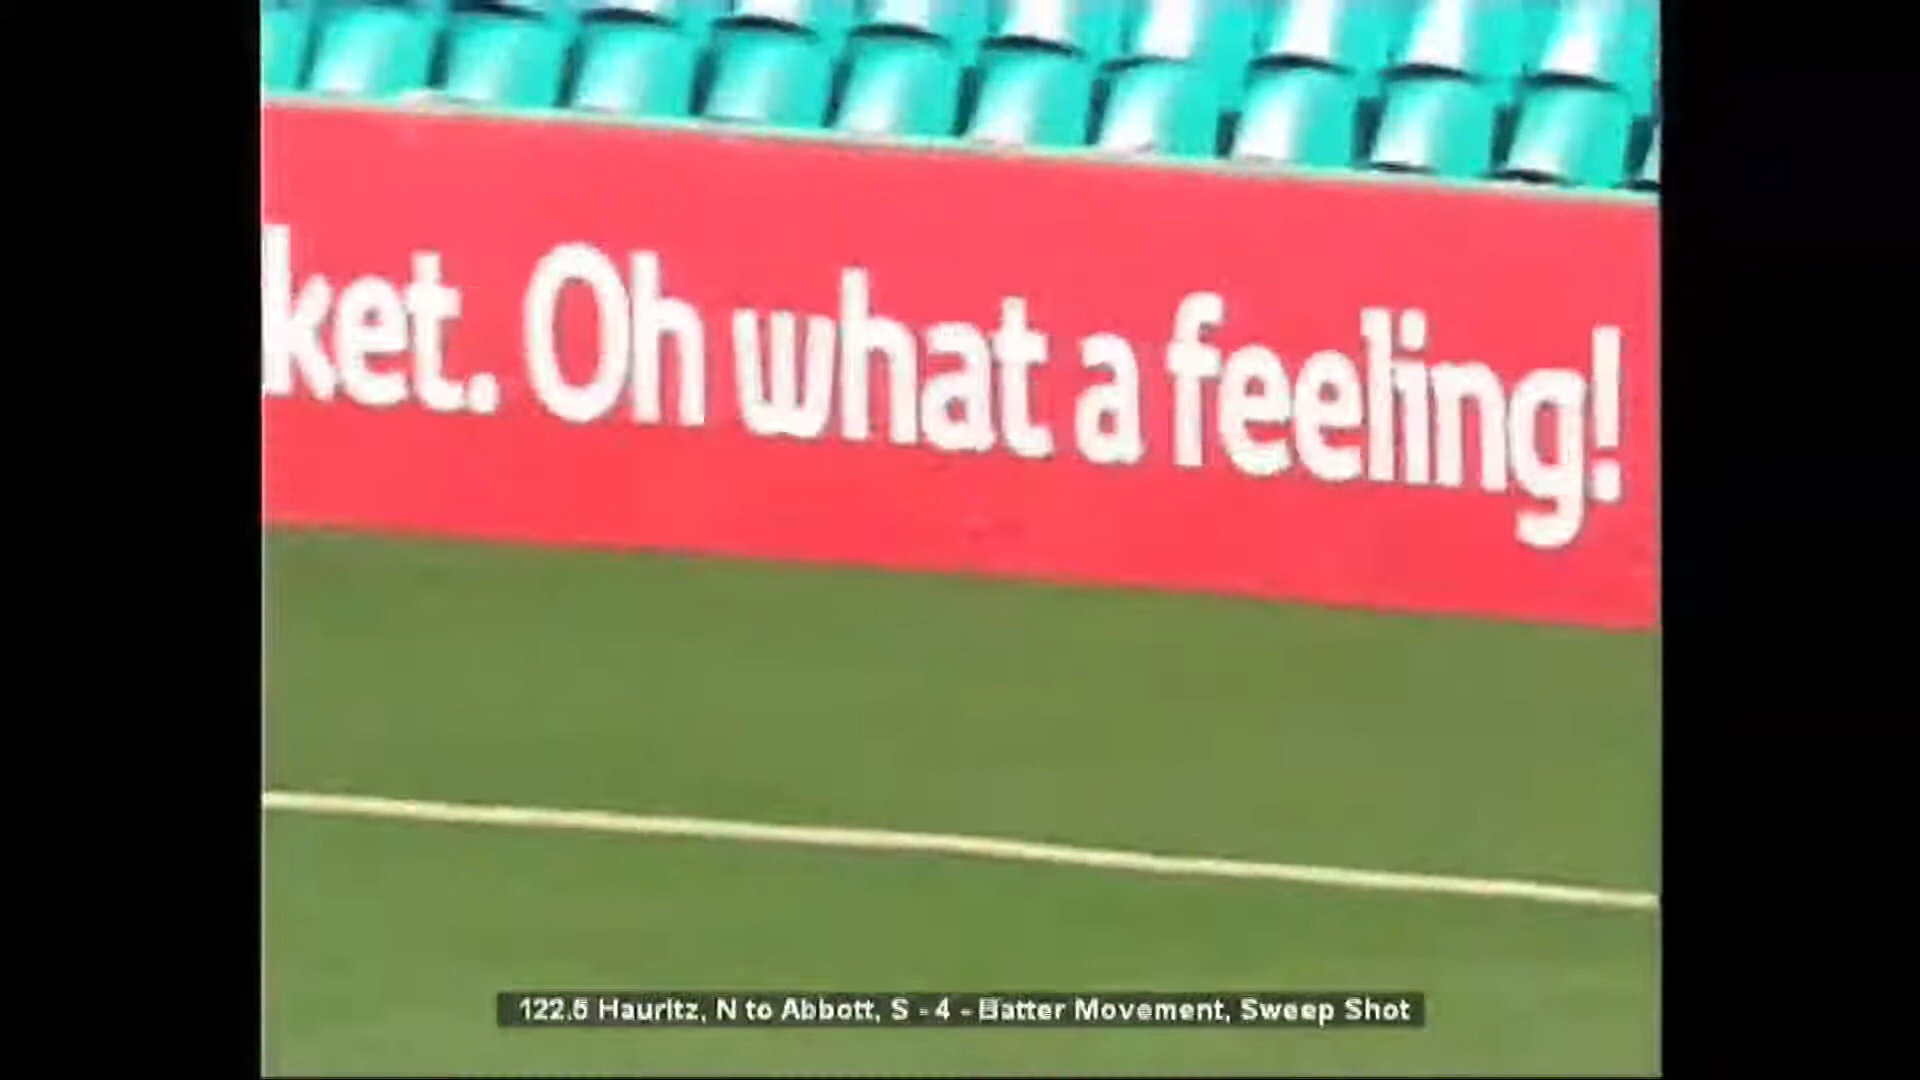 ket. Oh what a feeling!
122.5 Hauritz, N to Abbott, S - 4 - Batter Movement, Sweep Shot